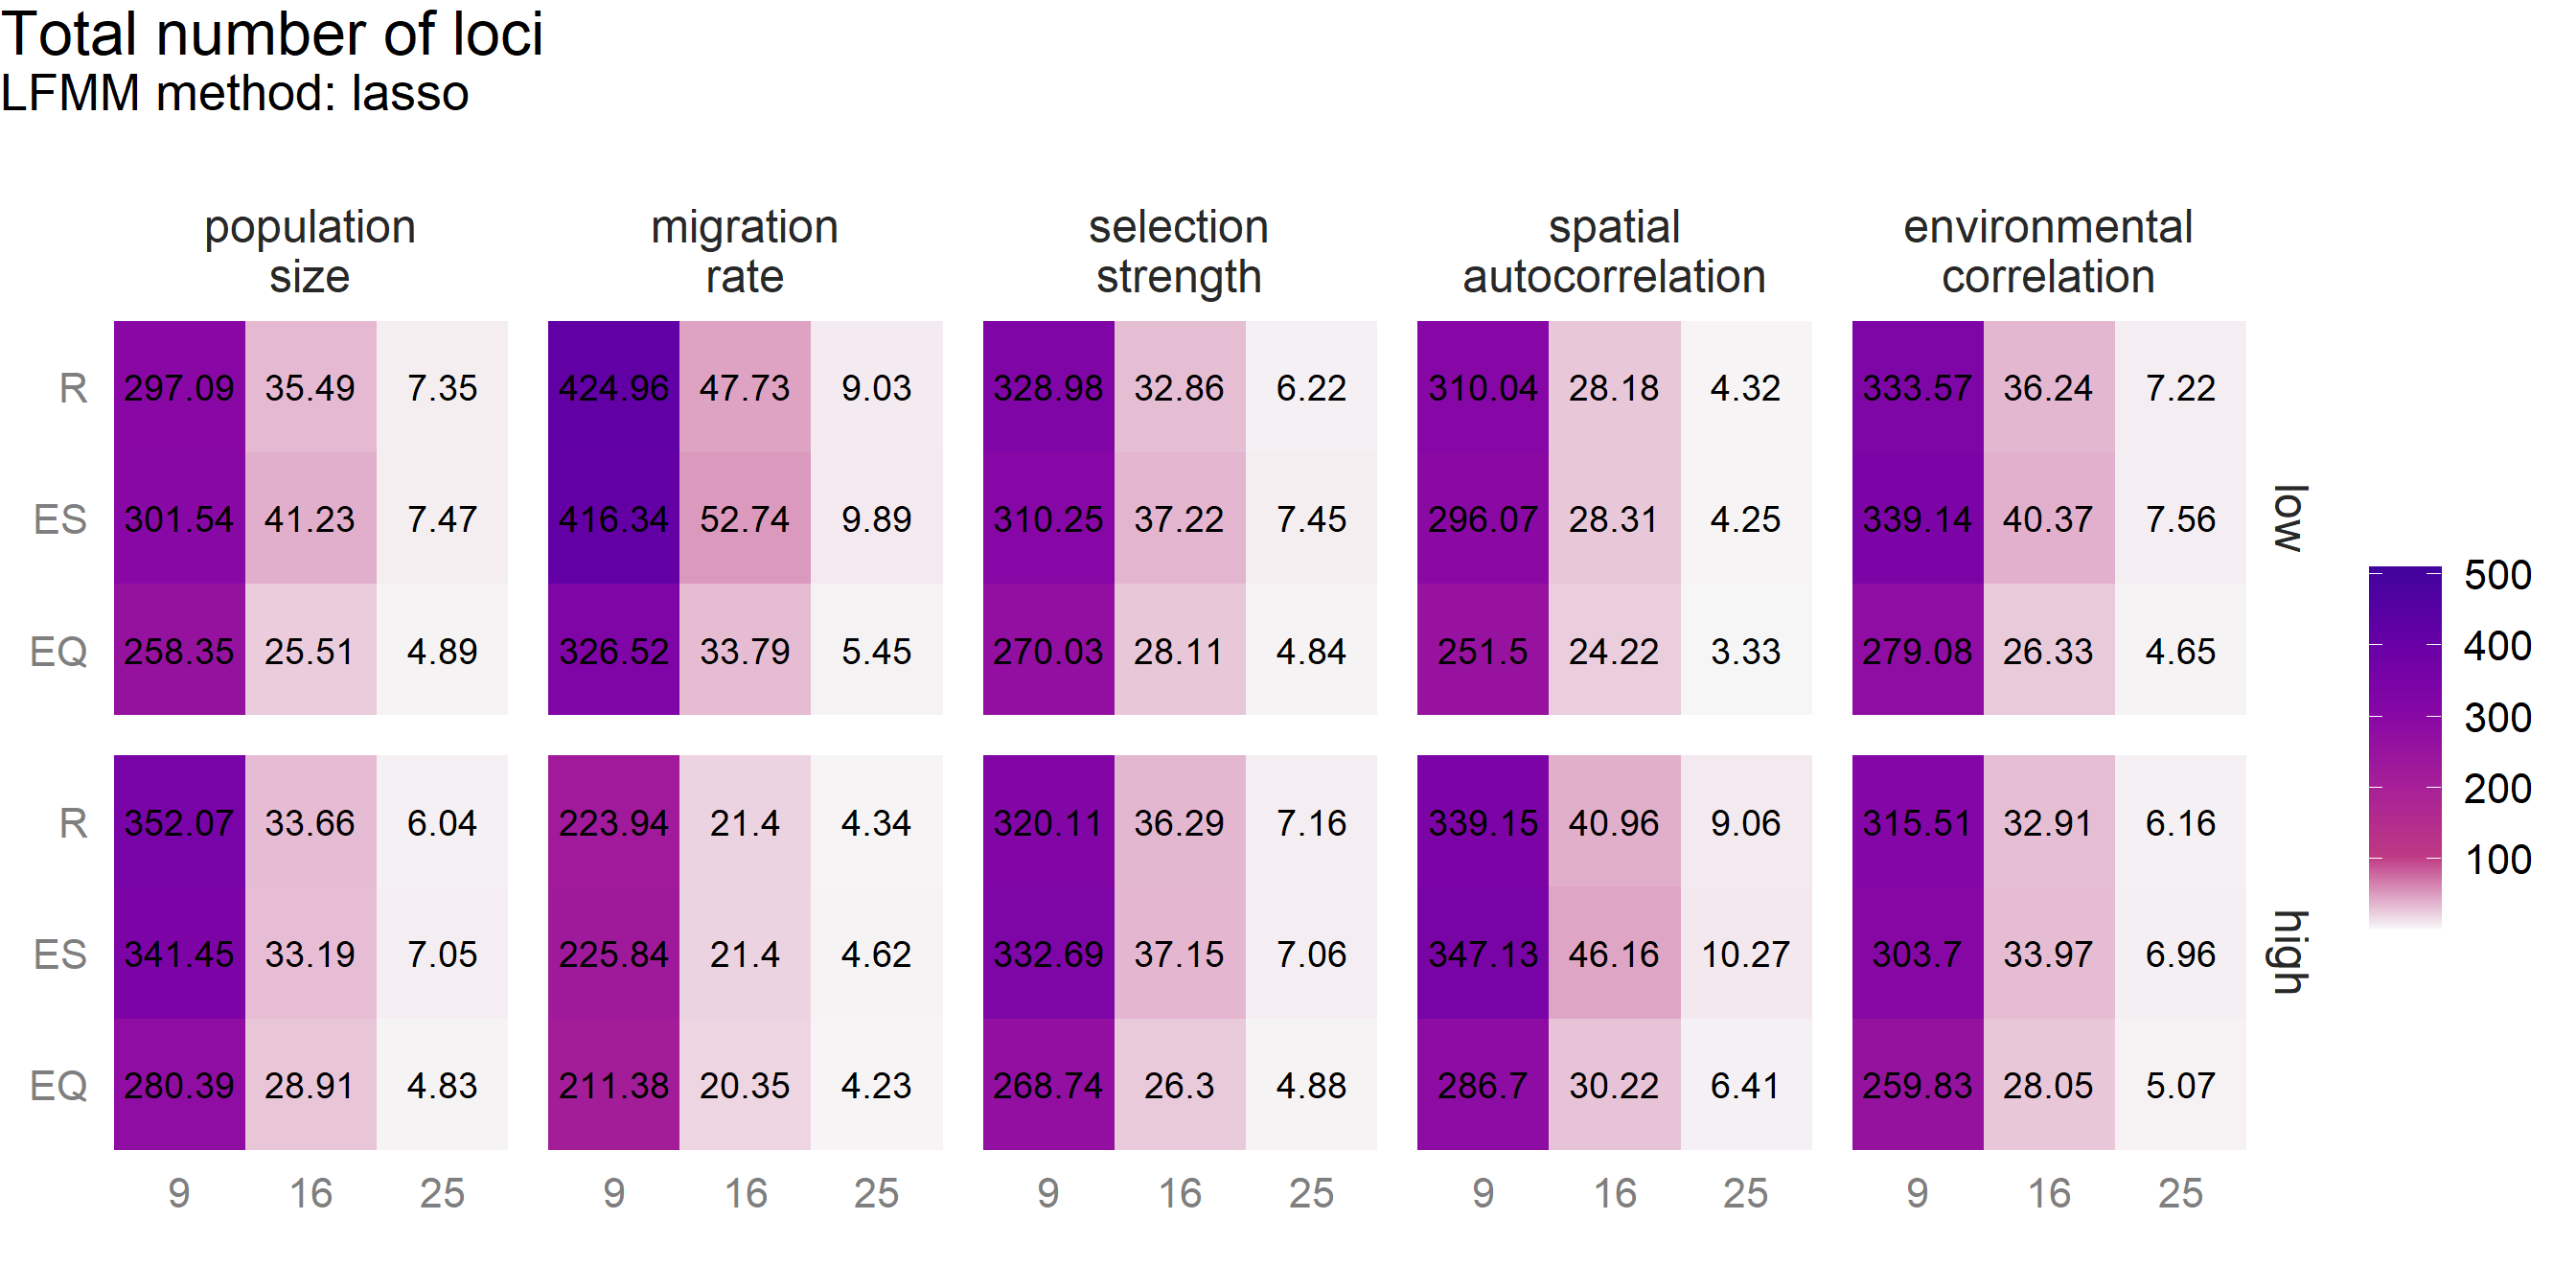 Total number of loci
LFMM method: lasso
population size
migration rate
selection strength
spatial autocorrelation
environmental correlation
R 297.09 35.49 7.35 424.96 47.73 9.03 328.98 32.86 6.22 310.04 28.18 4.32 333.57 36.24 7.22
ES 301.54 41.23 7.47 416.34 52.74 9.89 310.25 37.22 7.45 296.07 28.31 4.25 339.14 40.37 7.56
low
EQ 258.35 25.51 4.89 326.52 33.79 5.45 270.03 28.11 4.84 251.5 24.22 3.33 279.08 26.33 4.65
R 352.07 33.66 6.04 223.94 21.4 4.34 320.11 36.29 7.16 339.15 40.96 9.06 315.51 32.91 6.16
ES 341.45 33.19 7.05 225.84 21.4 4.62 332.69 37.15 7.06 347.13 46.16 10.27 303.7 33.97 6.96
high
EQ 280.39 28.91 4.83 211.38 20.35 4.23 268.74 26.3 4.88 286.7 30.22 6.41 259.83 28.05 5.07
9 16 25 9 16 25 9 16 25 9 16 25 9 16 25
500
400
300
200
100